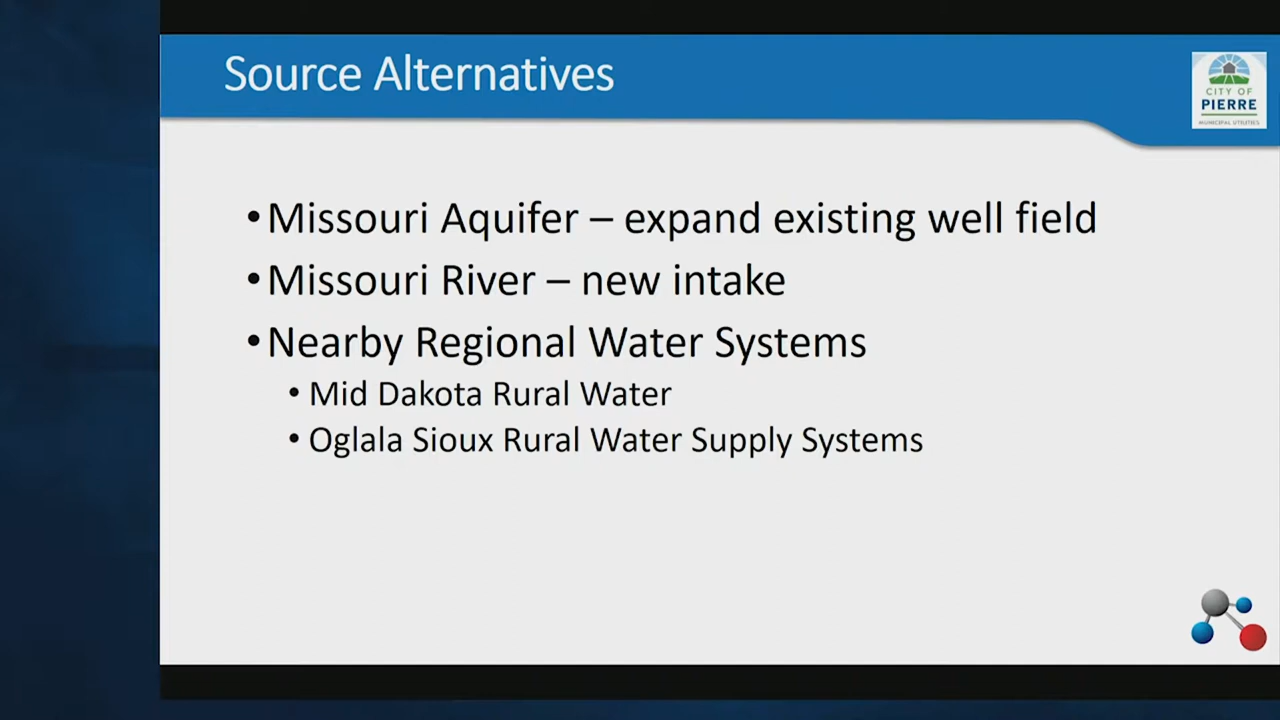 Source Alternatives
CITY OF
PIERRE
MUNICIPAL UTILITIES
•Missouri Aquifer – expand existing well field
•Missouri River – new intake
•Nearby Regional Water Systems
• Mid Dakota Rural Water
• Oglala Sioux Rural Water Supply Systems